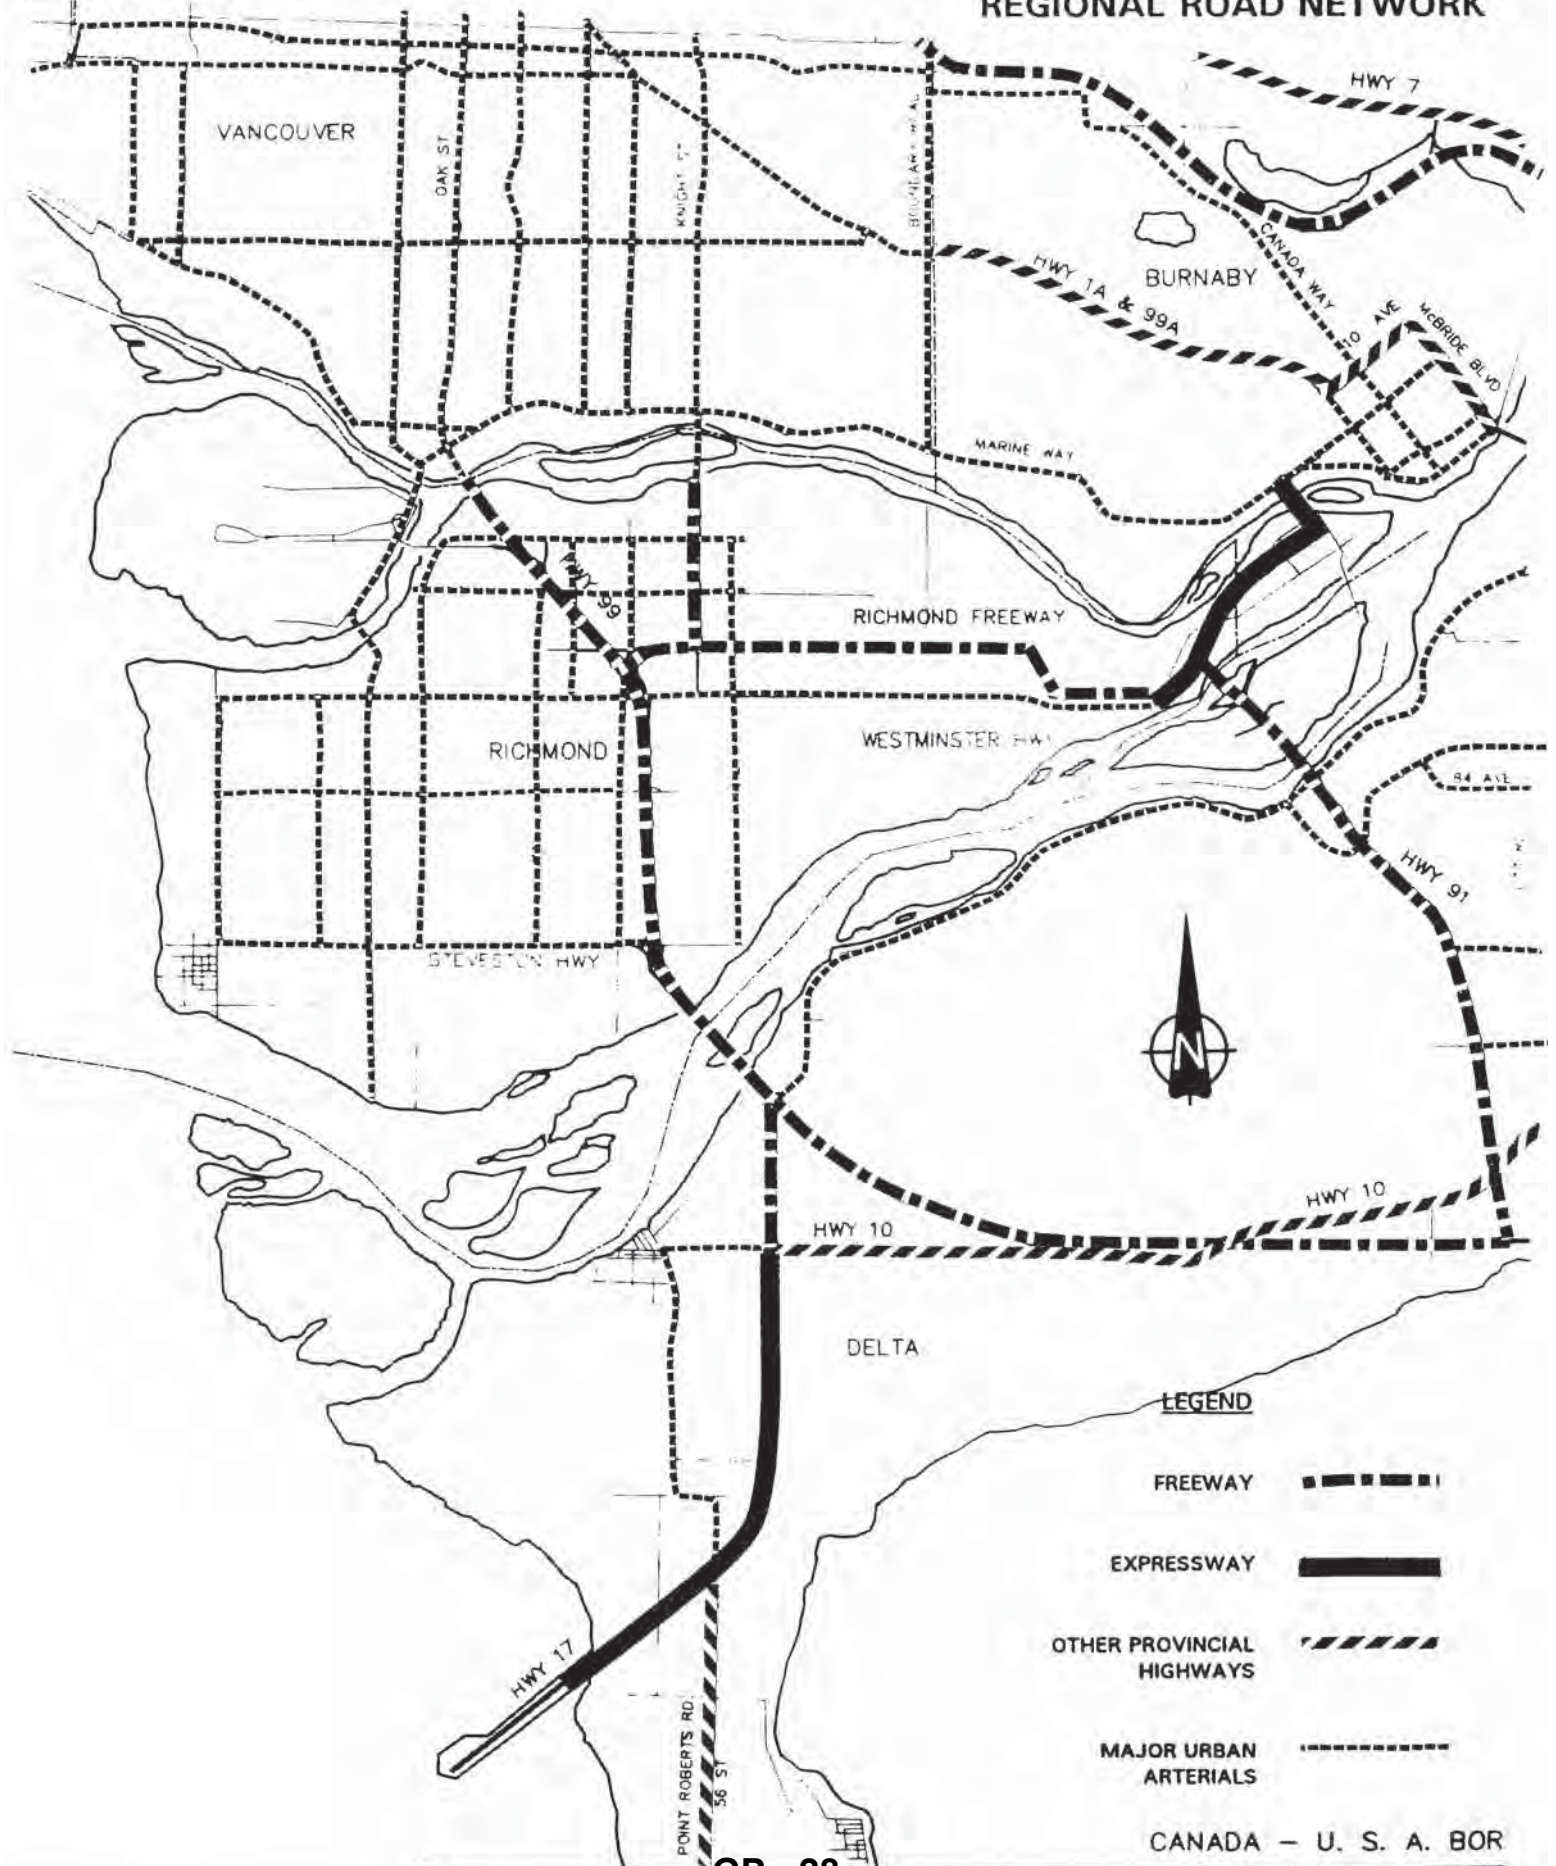 REGIONAL ROAD NETWORK
HWY 7
VANCOUVER
OAK ST
KNIGHT ST
CANADA WAY
BURNABY
HWY 1A & 99A
10 AVE
McBRIDE BLVD
MARINE WAY
HWY 99
RICHMOND FREEWAY
RICHMOND
WESTMINSTER HWY
84 AVE
HWY 91
STEVESTON HWY
N
HWY 10
HWY 10
DELTA
LEGEND
FREEWAY
EXPRESSWAY
OTHER PROVINCIAL
HIGHWAYS
HWY 17
POINT ROBERTS RD.
56 ST
MAJOR URBAN
ARTERIALS
CANADA - U. S. A. BOR